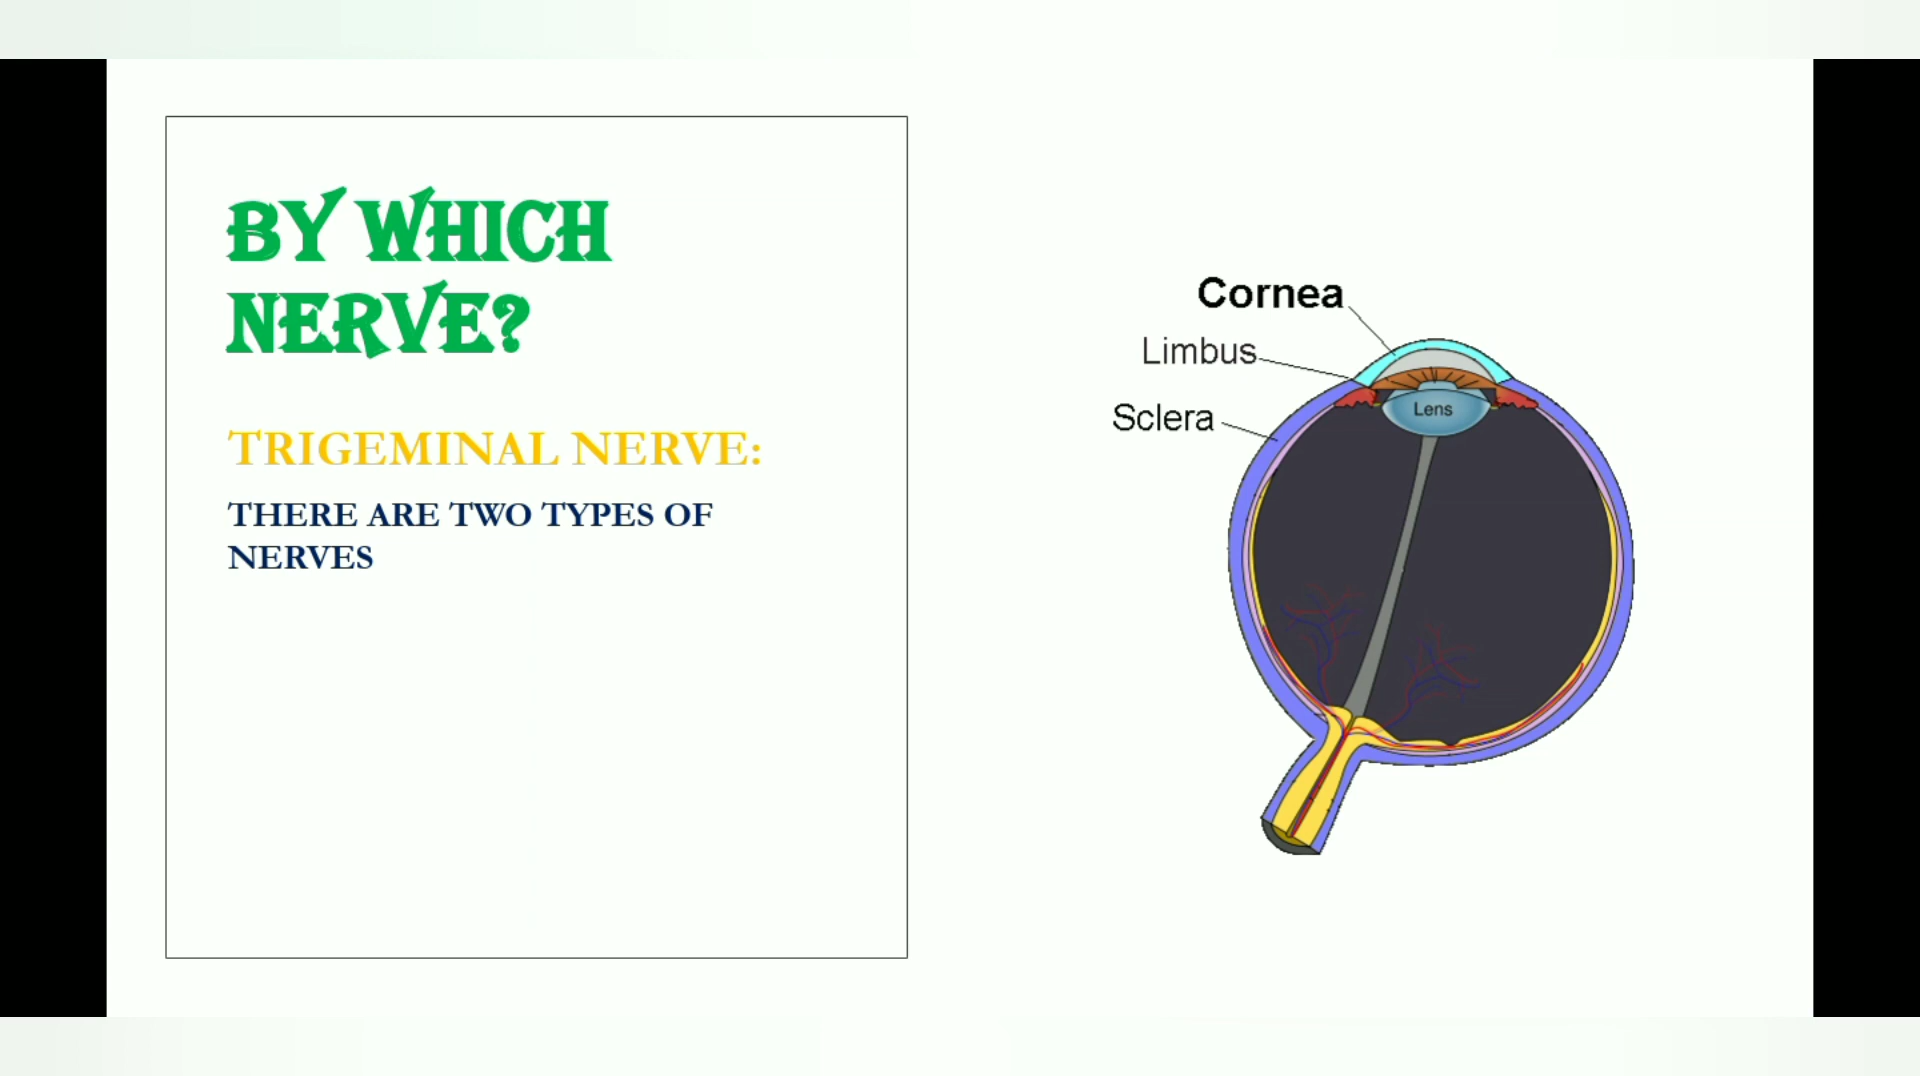 BY WHICH
NERVE?
TRIGEMINAL NERVE:
THERE ARE TWO TYPES OF
NERVES
Cornea
Limbus
Sclera
Lens